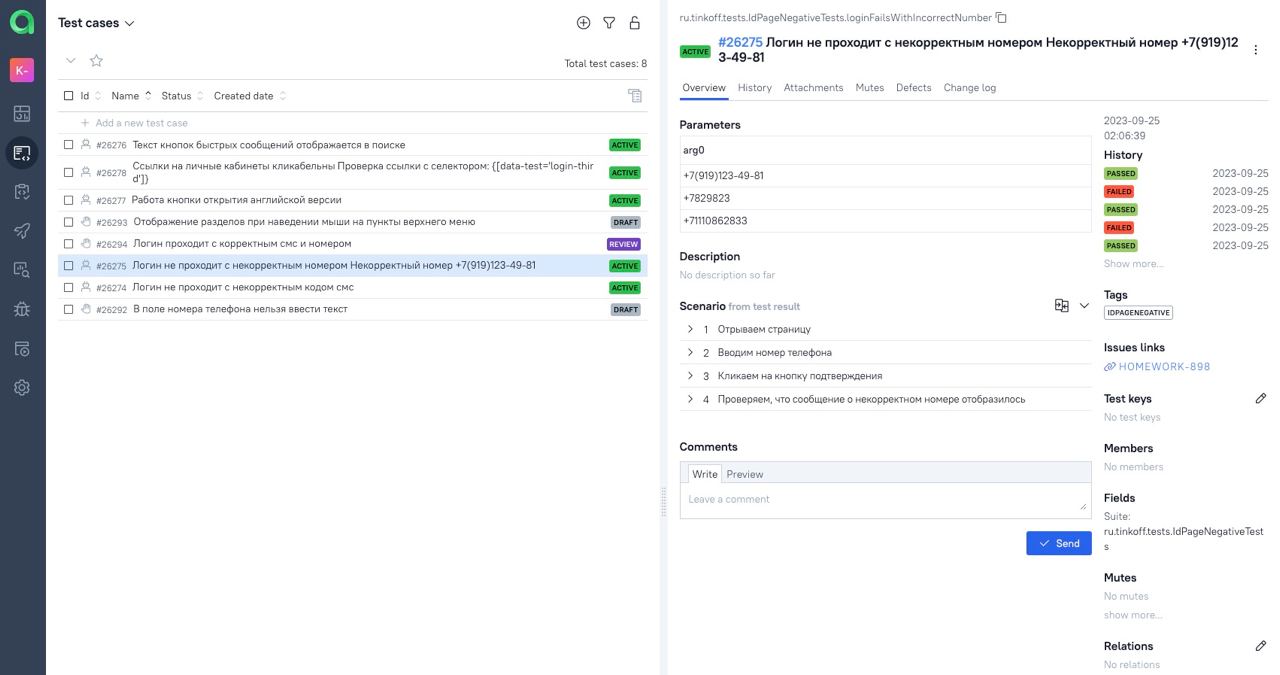 K-
Test cases
Total test cases: 8
Id Name Status Created date
Add a new test case
#26276 Текст кнопок быстрых сообщений отображается в поиске ACTIVE
#26278 Ссылки на личные кабинеты кликабельны Проверка ссылки с селектором: {[data-test='login-thir
d']} ACTIVE
#26277 Работа кнопки открытия английской версии ACTIVE
#26293 Отображение разделов при наведении мыши на пункты верхнего меню DRAFT
#26294 Логин проходит с корректным смс и номером REVIEW
#26275 Логин не проходит с некорректным номером Некорректный номер +7(919)123-49-81 ACTIVE
#26274 Логин не проходит с некорректным кодом смс ACTIVE
#26292 В поле номера телефона нельзя ввести текст DRAFT
ru.tinkoff.tests.IdPageNegativeTests.loginFailsWithIncorrectNumber
ACTIVE #26275 Логин не проходит с некорректным номером Некорректный номер +7(919)12
3-49-81
Overview History Attachments Mutes Defects Change log
Parameters
arg0
+7(919)123-49-81
+7829823
+71110862833
Description
No description so far
Scenario from test result
1 Отрываем страницу
2 Вводим номер телефона
3 Кликаем на кнопку подтверждения
4 Проверяем, что сообщение о некорректном номере отобразилось
Comments
Write Preview
Leave a comment
Send
2023-09-25
02:06:39
History
PASSED 2023-09-25
FAILED 2023-09-25
PASSED 2023-09-25
FAILED 2023-09-25
PASSED 2023-09-25
Show more...
Tags
IDPAGENEGATIVE
Issues links
HOMEWORK-898
Test keys
No test keys
Members
No members
Fields
Suite:
ru.tinkoff.tests.IdPageNegativeTest
s
Mutes
No mutes
show more...
Relations
No relations